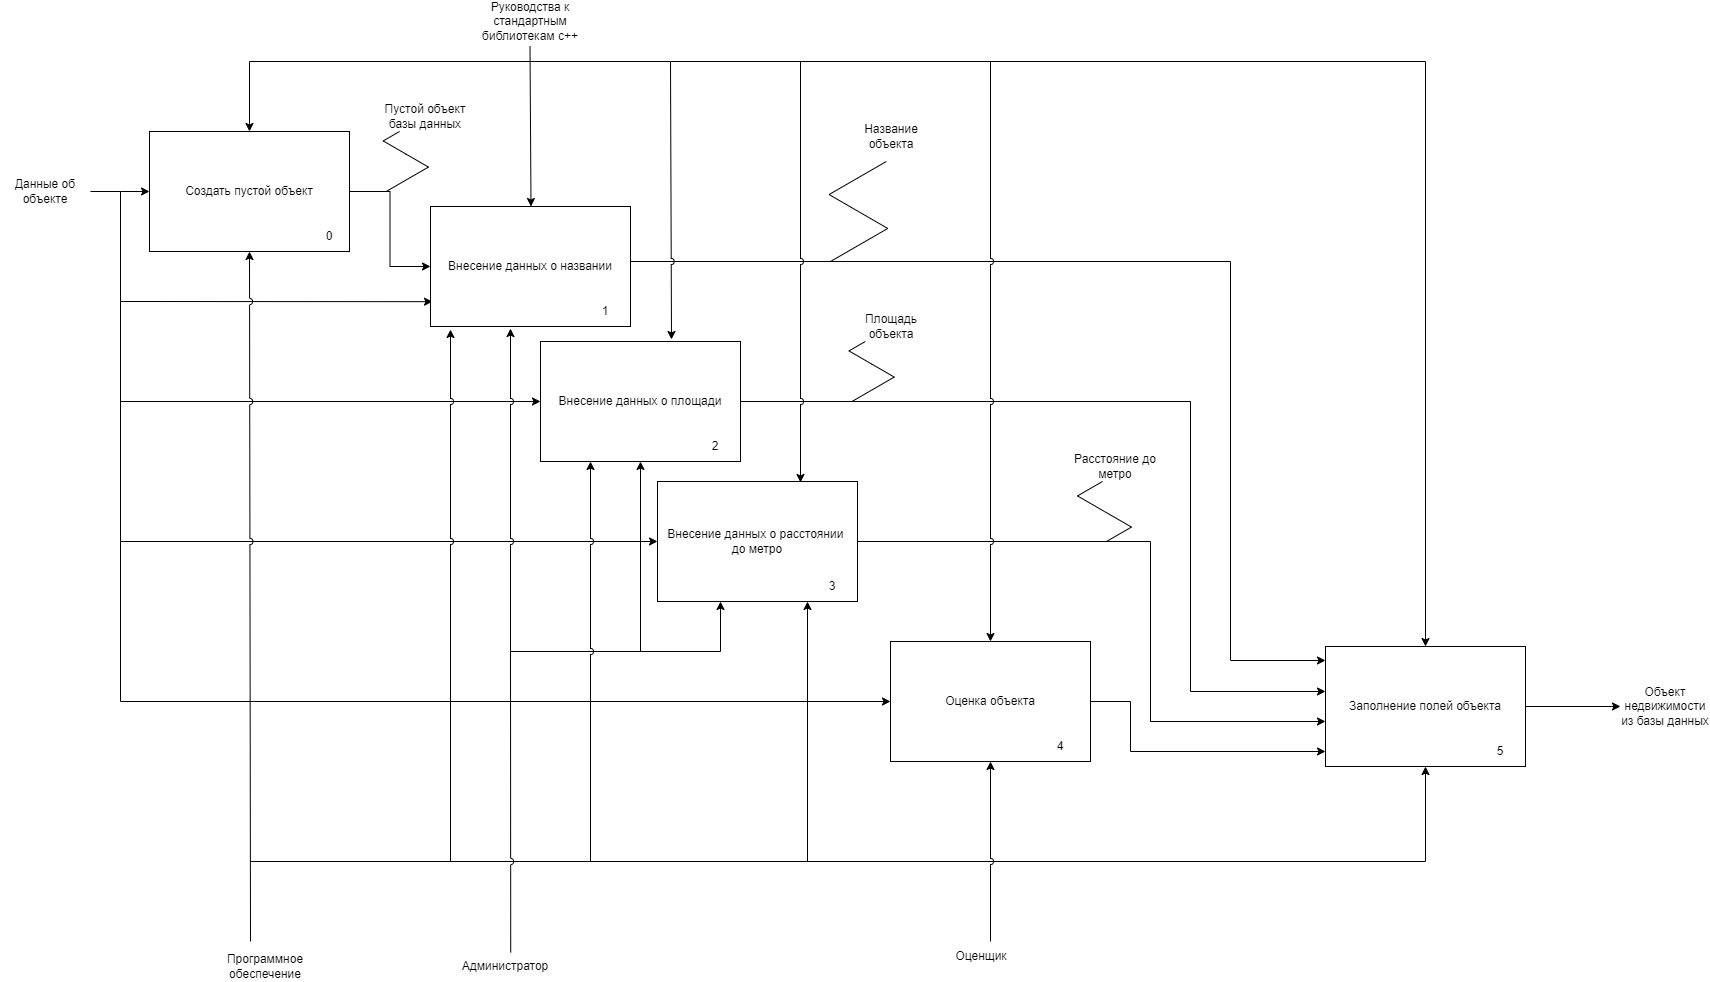 Руководства к
стандартным
библиотекам с++
Пустой объект
базы данных
Название
объекта
Данные об
объекте
Создать пустой объект
0
Внесение данных о названии
1
Площадь
объекта
Внесение данных о площади
2
Расстояние до
метро
Внесение данных о расстоянии
до метро
3
Оценка объекта
4
Заполнение полей объекта
5
Объект
недвижимости
из базы данных
Программное
обеспечение
Администратор
Оценщик